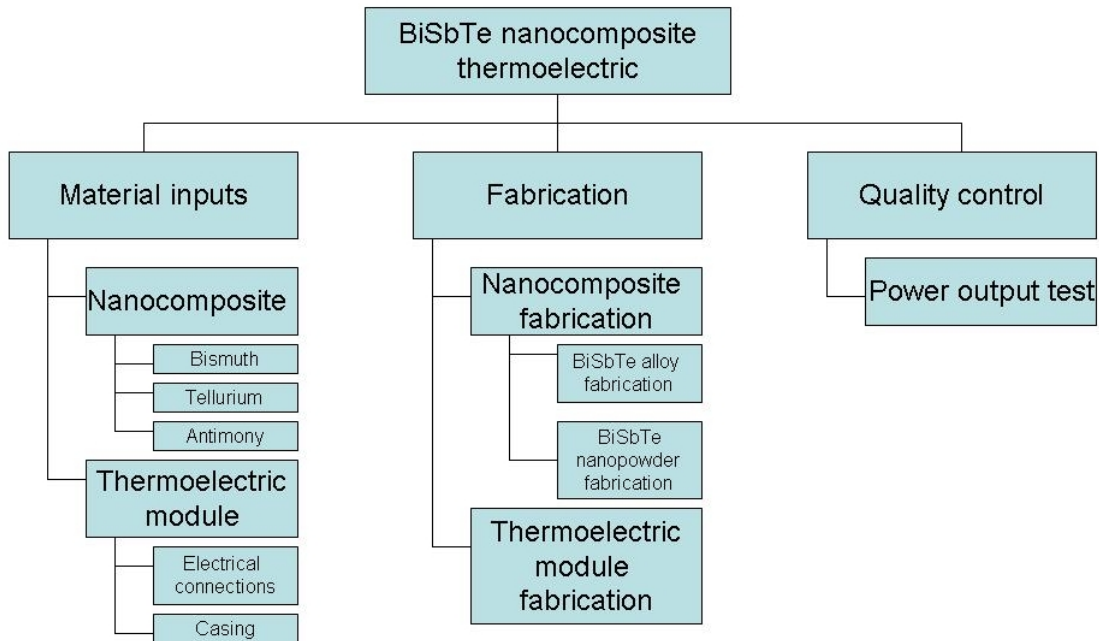 BiSbTe nanocomposite
thermoelectric
Material inputs
Nanocomposite
Bismuth
Tellurium
Antimony
Thermoelectric
module
Electrical
connections
Casing
Fabrication
Nanocomposite
fabrication
BiSbTe alloy
fabrication
BiSbTe
nanopowder
fabrication
Thermoelectric
module
fabrication
Quality control
Power output test